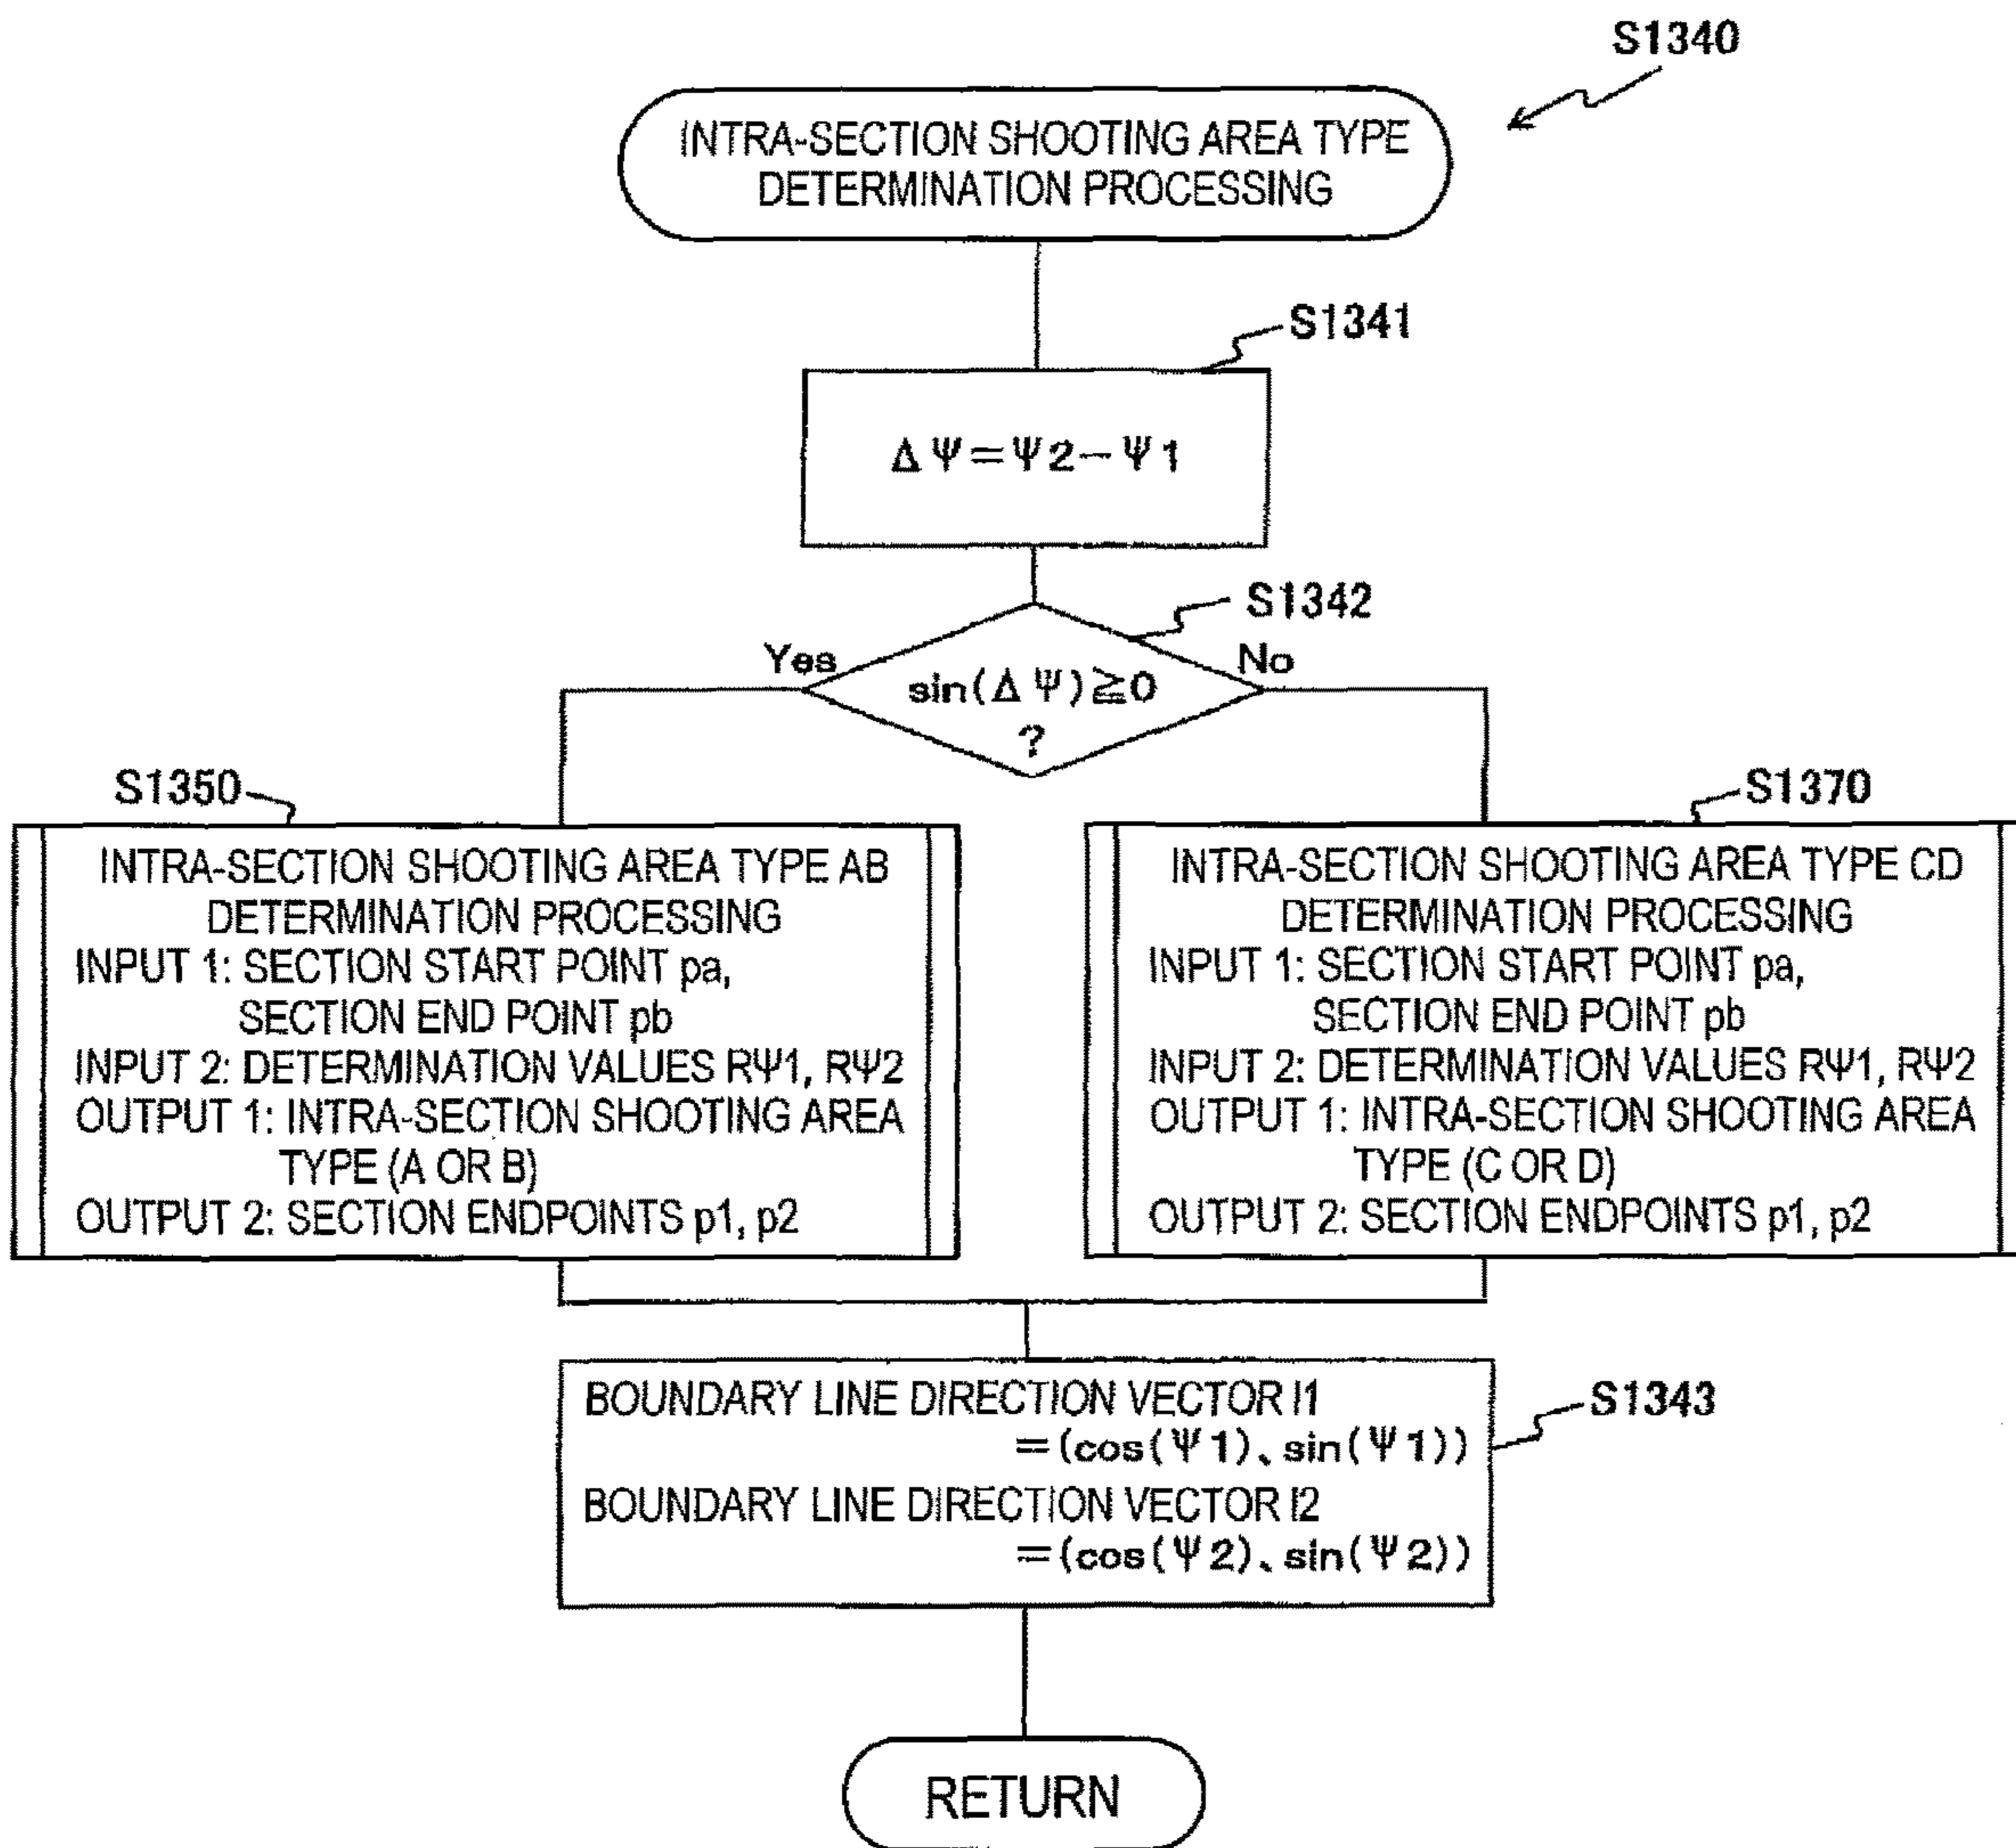 S1340
INTRA-SECTION SHOOTING AREA TYPE
DETERMINATION PROCESSING
S1341
ΔΨ=Ψ2−Ψ1
S1342
Yes
No
sin(ΔΨ)≧0
?
S1350
INTRA-SECTION SHOOTING AREA TYPE AB
DETERMINATION PROCESSING
INPUT 1: SECTION START POINT pa,
SECTION END POINT pb
INPUT 2: DETERMINATION VALUES RΨ1, RΨ2
OUTPUT 1: INTRA-SECTION SHOOTING AREA
TYPE (A OR B)
OUTPUT 2: SECTION ENDPOINTS p1, p2
S1370
INTRA-SECTION SHOOTING AREA TYPE CD
DETERMINATION PROCESSING
INPUT 1: SECTION START POINT pa,
SECTION END POINT pb
INPUT 2: DETERMINATION VALUES RΨ1, RΨ2
OUTPUT 1: INTRA-SECTION SHOOTING AREA
TYPE (C OR D)
OUTPUT 2: SECTION ENDPOINTS p1, p2
S1343
BOUNDARY LINE DIRECTION VECTOR l1
=(cos(Ψ1)、sin(Ψ1))
BOUNDARY LINE DIRECTION VECTOR l2
=(cos(Ψ2)、sin(Ψ2))
RETURN